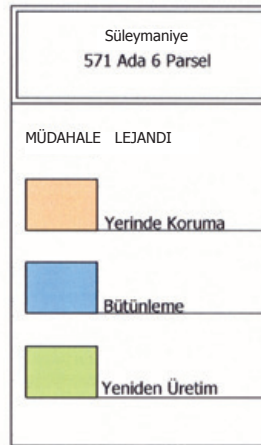 Süleymaniye
571 Ada 6 Parsel
MÜDAHALE LEJANDI
Yerinde Koruma
Bütünleme
Yeniden Üretim